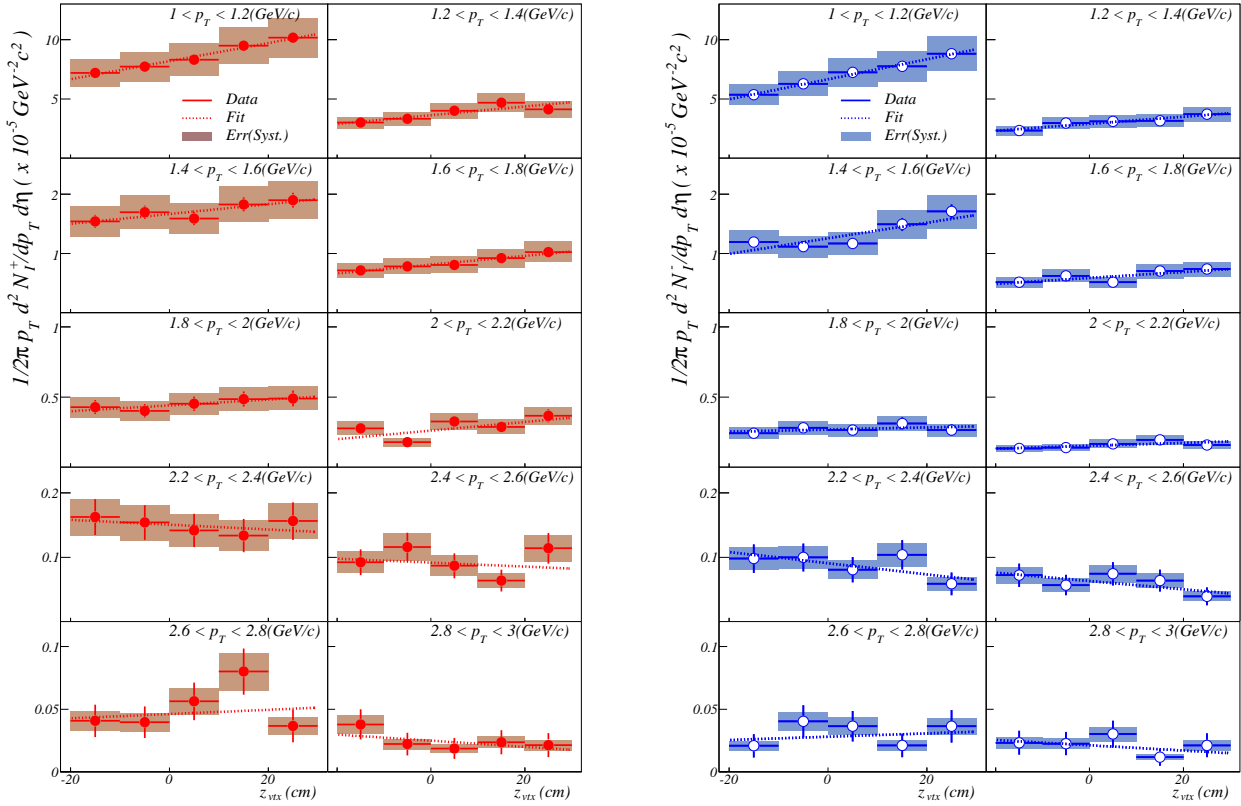 1/2π p_T d² N_I⁺/dp_T dη ( x 10⁻⁵ GeV⁻²c²)
1 < p_T < 1.2(GeV/c)
1.2 < p_T < 1.4(GeV/c)
10
5
Data
Fit
Err(Syst.)
1.4 < p_T < 1.6(GeV/c)
1.6 < p_T < 1.8(GeV/c)
2
1
1.8 < p_T < 2(GeV/c)
2 < p_T < 2.2(GeV/c)
1
0.5
2.2 < p_T < 2.4(GeV/c)
2.4 < p_T < 2.6(GeV/c)
0.2
0.1
2.6 < p_T < 2.8(GeV/c)
2.8 < p_T < 3(GeV/c)
0.1
0.05
0
-20 0 20
0 20
z_vtx (cm)
z_vtx (cm)
1/2π p_T d² N_I⁻/dp_T dη ( x 10⁻⁵ GeV⁻²c²)
1 < p_T < 1.2(GeV/c)
1.2 < p_T < 1.4(GeV/c)
10
5
Data
Fit
Err(Syst.)
1.4 < p_T < 1.6(GeV/c)
1.6 < p_T < 1.8(GeV/c)
2
1
1.8 < p_T < 2(GeV/c)
2 < p_T < 2.2(GeV/c)
1
0.5
2.2 < p_T < 2.4(GeV/c)
2.4 < p_T < 2.6(GeV/c)
0.2
0.1
2.6 < p_T < 2.8(GeV/c)
2.8 < p_T < 3(GeV/c)
0.1
0.05
0
-20 0 20
0 20
z_vtx (cm)
z_vtx (cm)